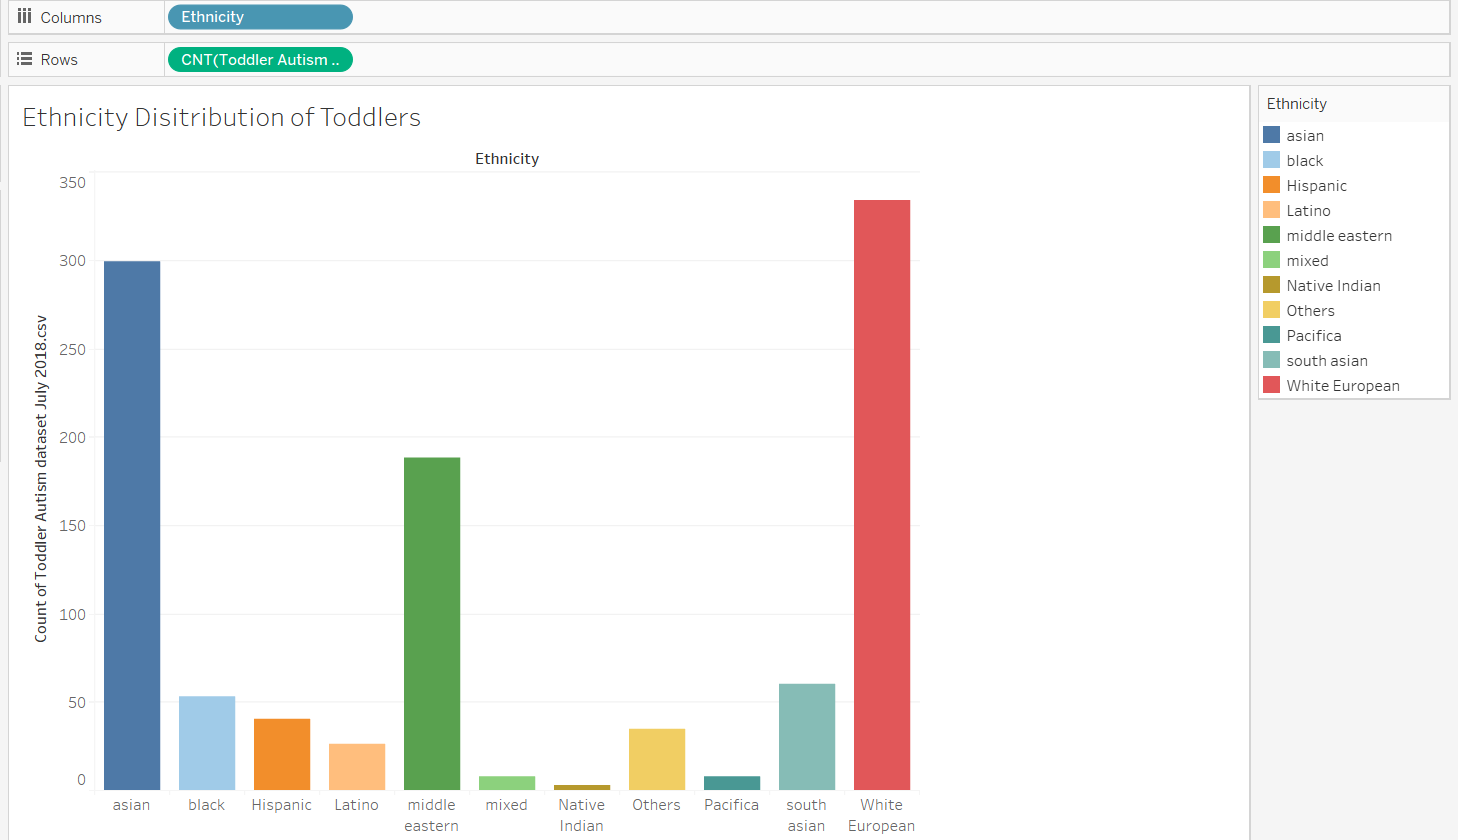 Columns
Ethnicity
Rows
CNT(Toddler Autism ..
Ethnicity Disitribution of Toddlers
Ethnicity
350
300
250
200
150
100
50
0
Count of Toddler Autism dataset July 2018.csv
asian
black
Hispanic
Latino
middle
eastern
mixed
Native
Indian
Others
Pacifica
south
asian
White
European
Ethnicity
asian
black
Hispanic
Latino
middle eastern
mixed
Native Indian
Others
Pacifica
south asian
White European